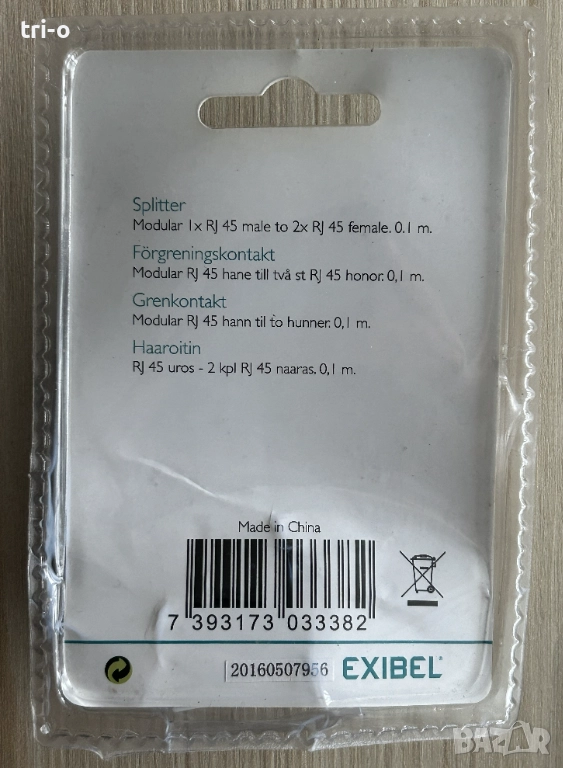 tri-o
Splitter
Modular 1x RJ 45 male to 2x RJ 45 female. 0.1 m.
Förgreningskontakt
Modular RJ 45 hane till två st RJ 45 honor. 0,1 m.
Grenkontakt
Modular RJ 45 hann til to hunner. 0,1 m.
Haaroitin
RJ 45 uros - 2 kpl RJ 45 naaras. 0,1 m.
Made in China
7 393173 033382
20160507956 EXIBEL®
BAZAR